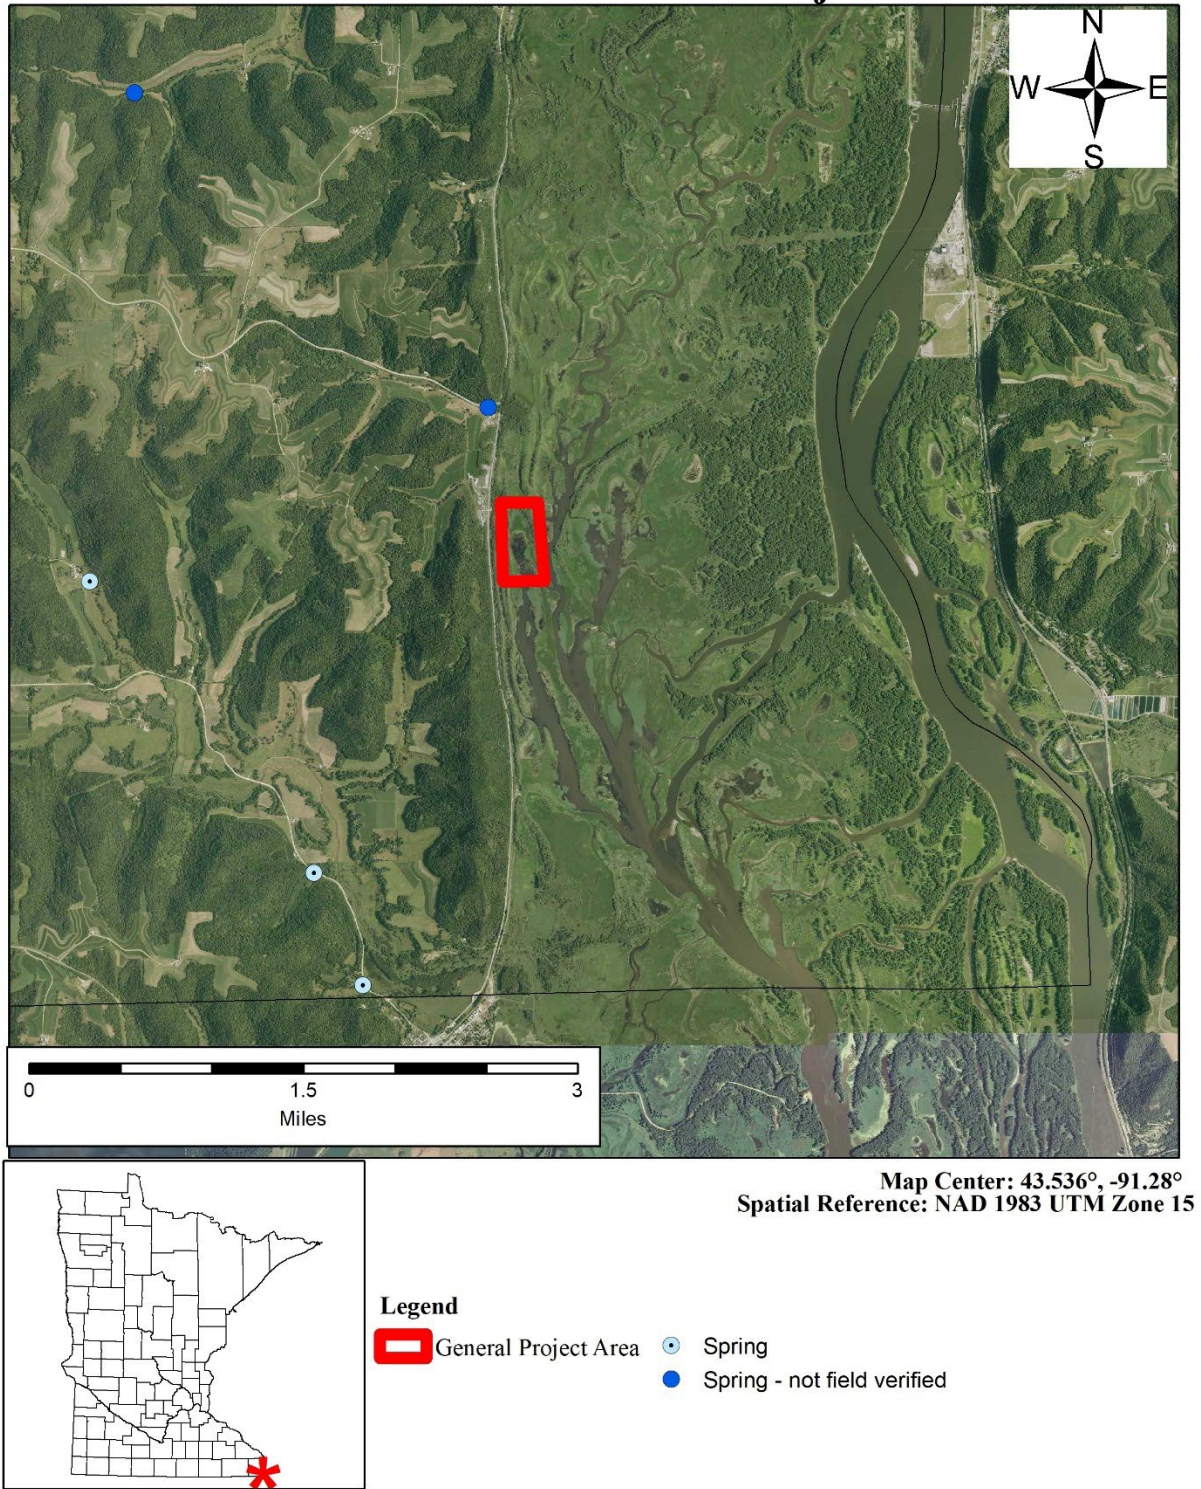 N
W E
S
0 1.5 3
Miles
Map Center: 43.536°, -91.28°
Spatial Reference: NAD 1983 UTM Zone 15
Legend
General Project Area
Spring
Spring - not field verified